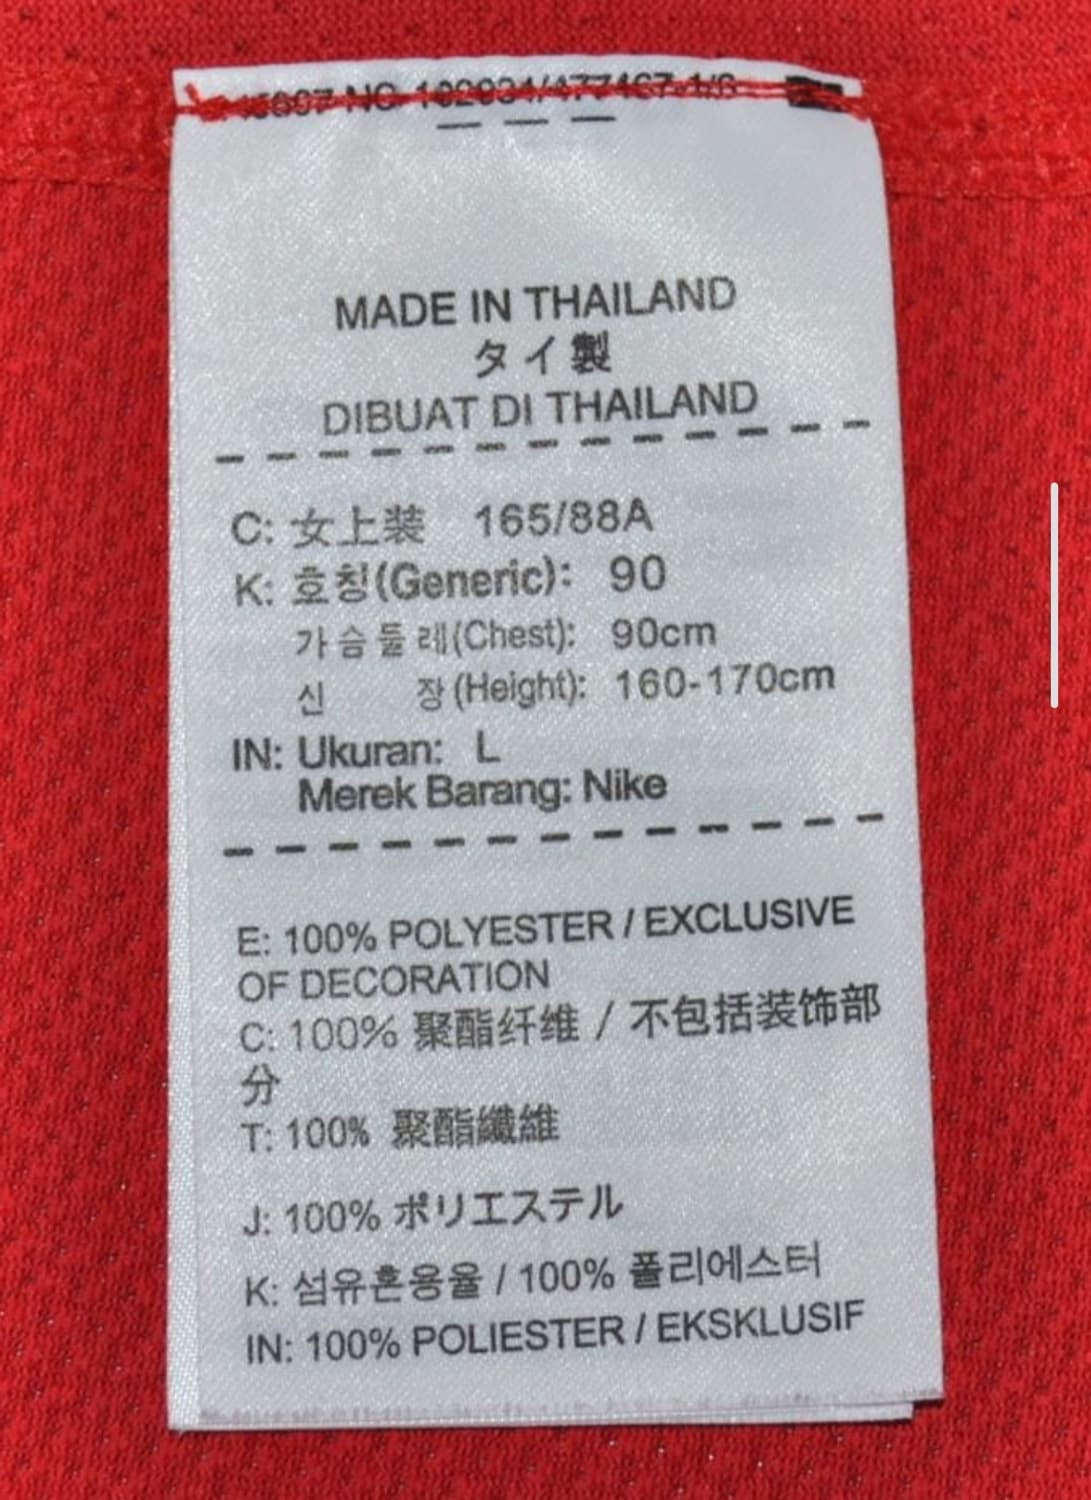 MADE IN THAILAND
タイ製
DIBUAT DI THAILAND
C: 女上装 165/88A
K: 호칭(Generic): 90
가슴둘레(Chest): 90cm
신 장(Height): 160-170cm
IN: Ukuran: L
Merek Barang: Nike
E: 100% POLYESTER / EXCLUSIVE
OF DECORATION
C: 100% 聚酯纤维 / 不包括装饰部
分
T: 100% 聚酯纖維
J: 100% ポリエステル
K: 섬유혼용율 / 100% 폴리에스터
IN: 100% POLIESTER / EKSKLUSIF